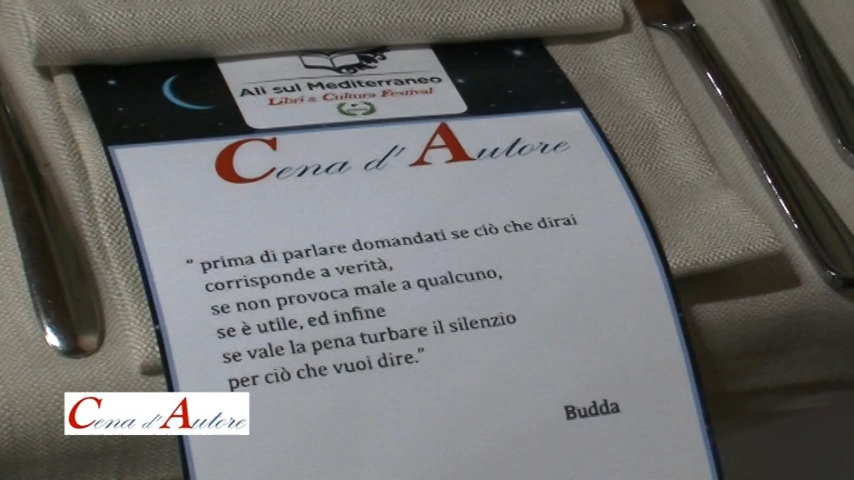 Ali sul Mediterraneo
Libri & Cultura Festival
Cena d' Autore
“ prima di parlare domandati se ciò che dirai
corrisponde a verità,
se non provoca male a qualcuno,
se è utile, ed infine
se vale la pena turbare il silenzio
per ciò che vuoi dire.”
Budda
Cena d' Autore